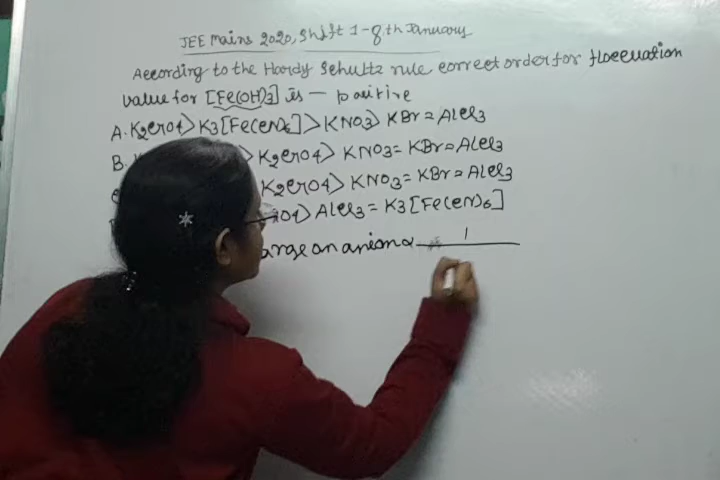 JEE Mains 2020, Shift 1-8th January
According to the Hardy Schultz rule correct order for floccuation
value for [Fe(OH)3] is — positive
A. K2CrO4> K3[Fe(CN)6]> KNO3> KBr = AlCl3
B. > K2CrO4> KNO3= KBr= AlCl3
K2CrO4> KNO3= KBr= AlCl3
O4> AlCl3 = K3[Fe(CN)6]
arge on anion ∝ 1